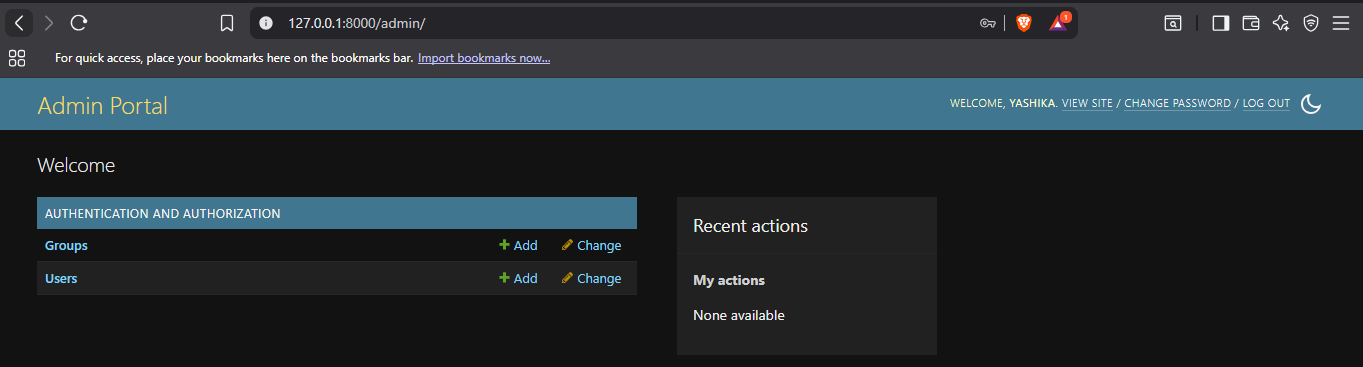 127.0.0.1:8000/admin/
1
For quick access, place your bookmarks here on the bookmarks bar. Import bookmarks now...
Admin Portal
WELCOME, YASHIKA. VIEW SITE / CHANGE PASSWORD / LOG OUT
Welcome
AUTHENTICATION AND AUTHORIZATION
Groups Add Change
Users Add Change
Recent actions
My actions
None available